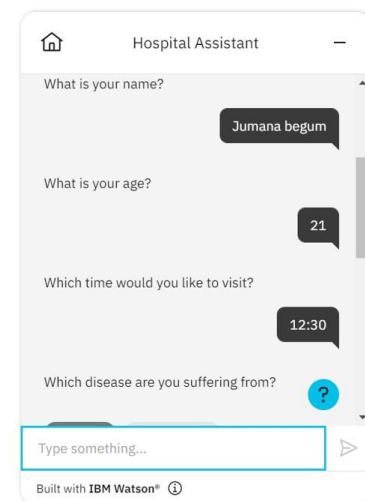 Hospital Assistant
What is your name?
Jumana begum
What is your age?
21
Which time would you like to visit?
12:30
Which disease are you suffering from?
?
Type something...
Built with IBM Watson®